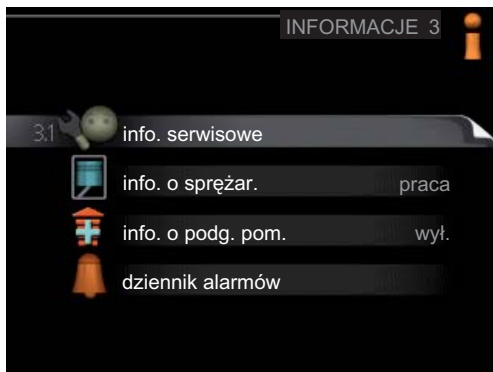 INFORMACJE 3
3.1 info. serwisowe
info. o sprężar. praca
info. o podg. pom. wył.
dziennik alarmów